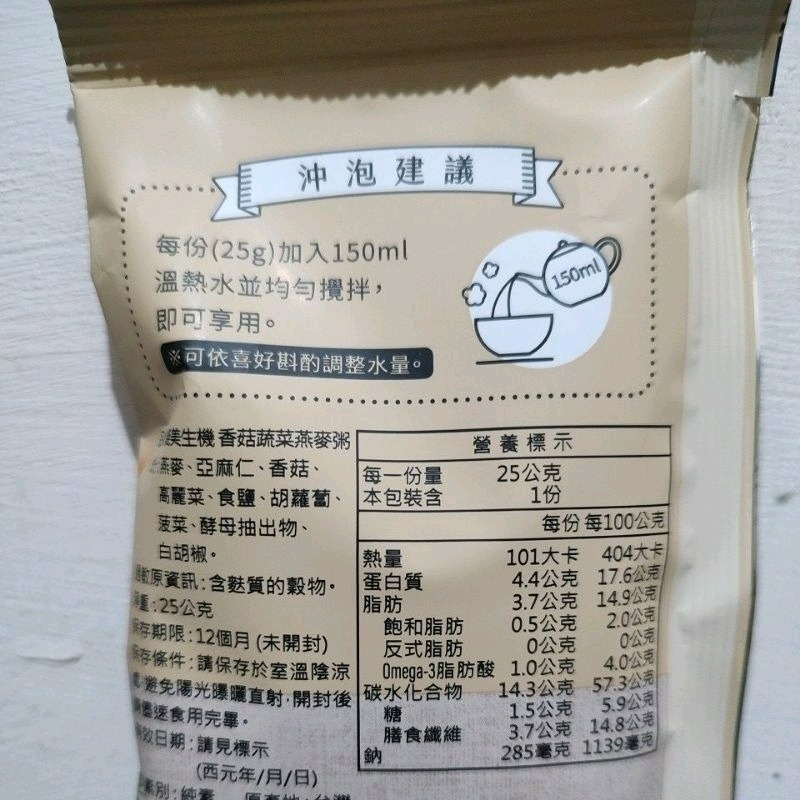 沖泡建議
每份(25g)加入150ml
溫熱水並均勻攪拌，
即可享用。
※可依喜好斟酌調整水量。
150ml
美生機 香菇蔬菜燕麥粥
燕麥、亞麻仁、香菇、
高麗菜、食鹽、胡蘿蔔、
菠菜、酵母抽出物、
白胡椒。
敏原資訊：含麩質的穀物。
重：25公克
保存期限：12個月 (未開封)
保存條件：請保存於室溫陰涼
處,避免陽光曝曬直射，開封後
請儘速食用完畢。
效日期：請見標示
(西元年/月/日)
素別：純素 原產地：台灣
營養標示
每一份量 25公克
本包裝含 1份
每份 每100公克
熱量 101大卡 404大卡
蛋白質 4.4公克 17.6公克
脂肪 3.7公克 14.9公克
飽和脂肪 0.5公克 2.0公克
反式脂肪 0公克 0公克
Omega-3脂肪酸 1.0公克 4.0公克
碳水化合物 14.3公克 57.3公克
糖 1.5公克 5.9公克
膳食纖維 3.7公克 14.8公克
鈉 285毫克 1139毫克